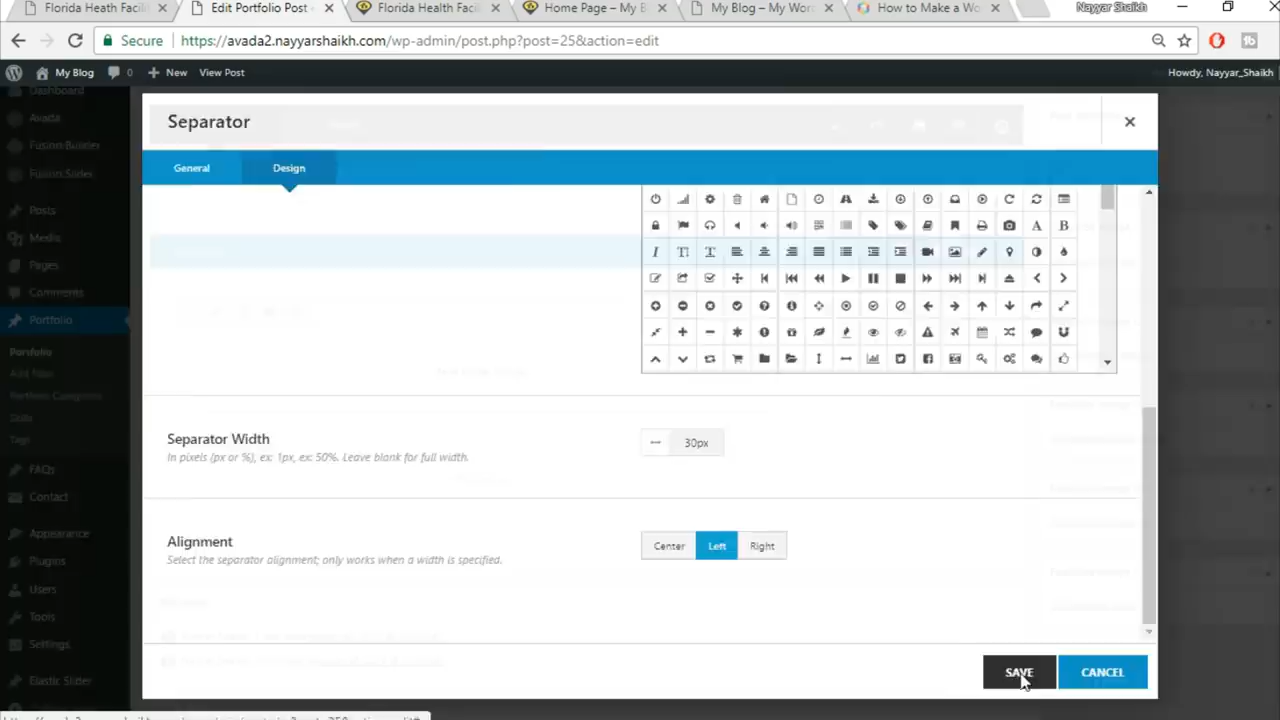 Florida Heath Facili
Edit Portfolio Post
Florida Heath Fac
Home Page – My B
My Blog – My Wor
How to Make a Wo
Nayyar Shaikh
Secure
https://avada2.nayyarshaikh.com/wp-admin/post.php?post=25&action=edit
My Blog
0
New
View Post
Howdy, Nayyar_Shaikh
Dashboard
Avada
Fusion Builder
Fusion Slider
Posts
Media
Pages
Comments
Portfolio
Portfolio
Add New
Portfolio Categories
Skills
Tags
FAQs
Contact
Appearance
Plugins
Users
Tools
Settings
Elastic Slider
Separator
General
Design
Separator Width
In pixels (px or %), ex: 1px, ex: 50%. Leave blank for full width.
30px
Alignment
Select the separator alignment; only works when a width is specified.
Center
Left
Right
SAVE
CANCEL